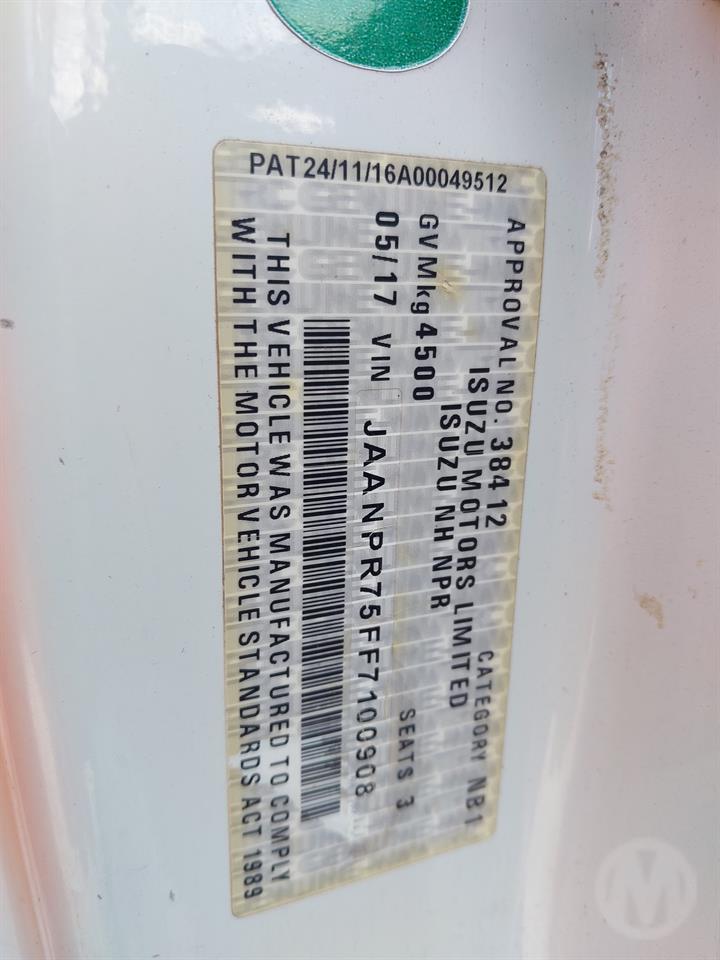 PAT24/11/16A00049512
APPROVAL NO. 38412 CATEGORY NB1
ISUZU MOTORS LIMITED
ISUZU NH NPR
GVMkg 4500 SEATS 3
05/17 VIN JAANPR75FF7100908
THIS VEHICLE WAS MANUFACTURED TO COMPLY
WITH THE MOTOR VEHICLE STANDARDS ACT 1989
M